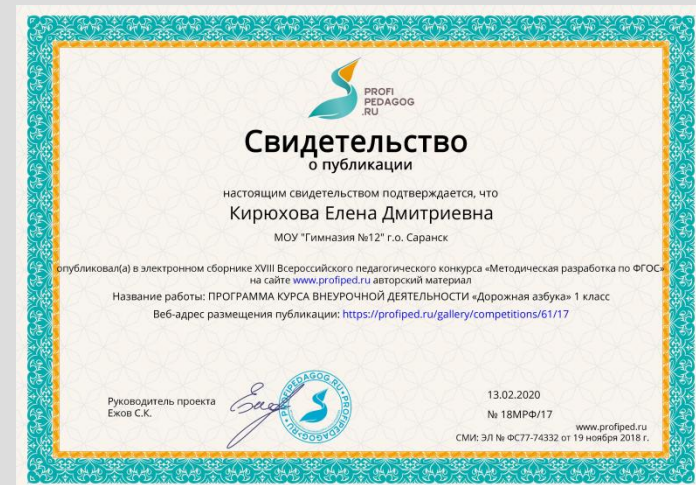 PROFI
PEDAGOG
.RU
Свидетельство
о публикации
настоящим свидетельством подтверждается, что
Кирюхова Елена Дмитриевна
МОУ "Гимназия №12" г.о. Саранск
опубликовал(а) в электронном сборнике XVIII Всероссийского педагогического конкурса «Методическая разработка по ФГОС»
на сайте www.profiped.ru авторский материал
Название работы: ПРОГРАММА КУРСА ВНЕУРОЧНОЙ ДЕЯТЕЛЬНОСТИ «Дорожная азбука» 1 класс
Веб-адрес размещения публикации: https://profiped.ru/gallery/competitions/61/17
Руководитель проекта
Ежов С.К.
PROFIPEDAGOG.RU
13.02.2020
№ 18МРФ/17
www.profiped.ru
СМИ: ЭЛ № ФС77-74332 от 19 ноября 2018 г.